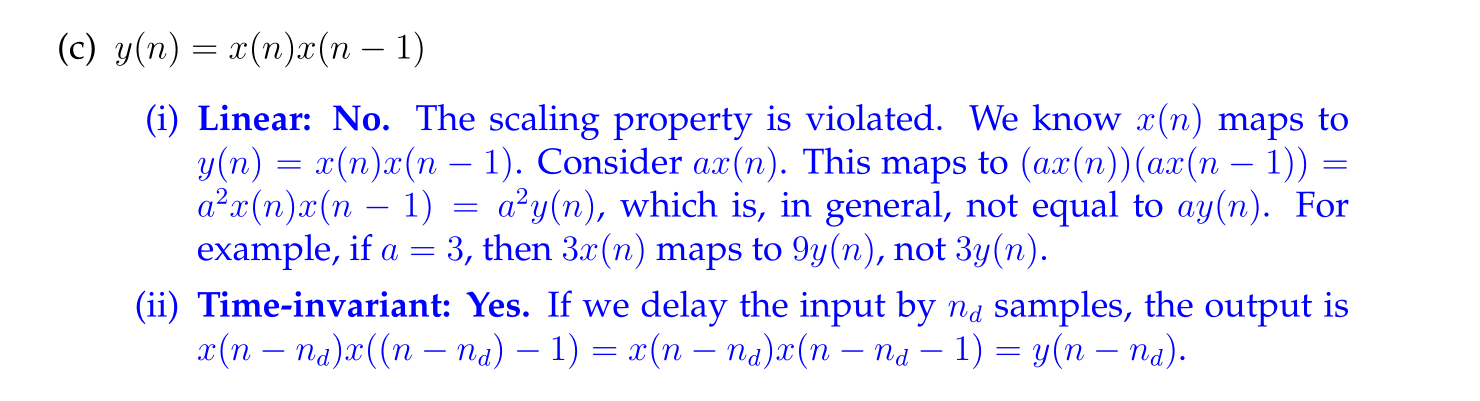 (c) y(n) = x(n)x(n − 1)
(i) Linear: No. The scaling property is violated. We know x(n) maps to
y(n) = x(n)x(n − 1). Consider ax(n). This maps to (ax(n))(ax(n − 1)) =
a²x(n)x(n − 1) = a²y(n), which is, in general, not equal to ay(n). For
example, if a = 3, then 3x(n) maps to 9y(n), not 3y(n).
(ii) Time-invariant: Yes. If we delay the input by n_d samples, the output is
x(n − n_d)x((n − n_d) − 1) = x(n − n_d)x(n − n_d − 1) = y(n − n_d).